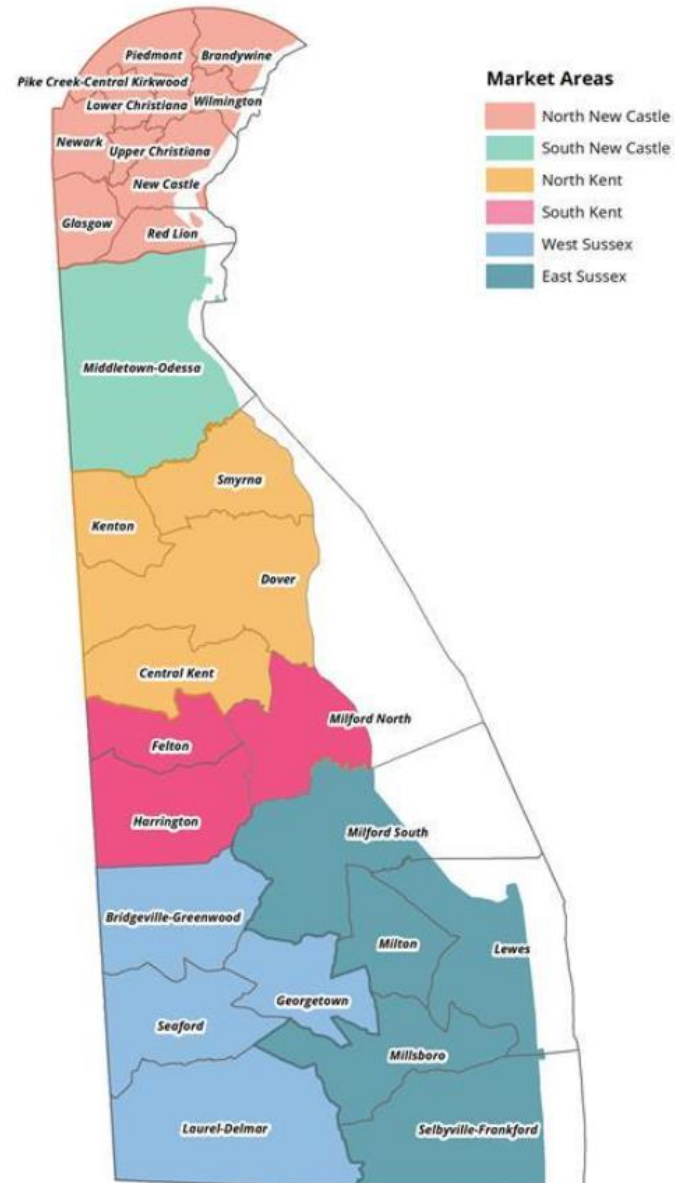 Piedmont
Brandywine
Pike Creek-Central Kirkwood
Lower Christiana
Wilmington
Newark
Upper Christiana
New Castle
Glasgow
Red Lion
Middletown-Odessa
Smyrna
Kenton
Dover
Central Kent
Milford North
Felton
Harrington
Milford South
Bridgeville-Greenwood
Milton
Lewes
Georgetown
Seaford
Millsboro
Laurel-Delmar
Selbyville-Frankford
Market Areas
North New Castle
South New Castle
North Kent
South Kent
West Sussex
East Sussex